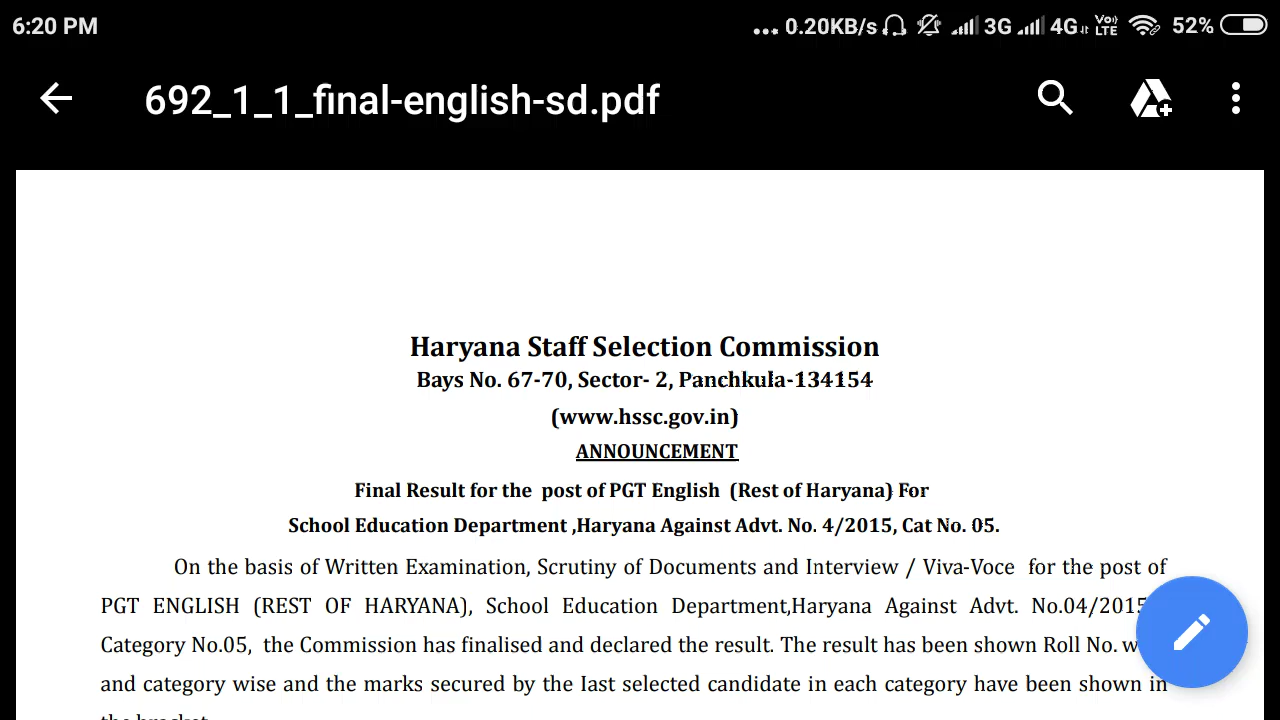 6:20 PM
... 0.20KB/s 3G 4G VoLTE 52%
692_1_1_final-english-sd.pdf
Haryana Staff Selection Commission
Bays No. 67-70, Sector- 2, Panchkula-134154
(www.hssc.gov.in)
ANNOUNCEMENT
Final Result for the post of PGT English (Rest of Haryana) For
School Education Department ,Haryana Against Advt. No. 4/2015, Cat No. 05.
On the basis of Written Examination, Scrutiny of Documents and Interview / Viva-Voce for the post of
PGT ENGLISH (REST OF HARYANA), School Education Department,Haryana Against Advt. No.04/2015
Category No.05, the Commission has finalised and declared the result. The result has been shown Roll No.
and category wise and the marks secured by the last selected candidate in each category have been shown in